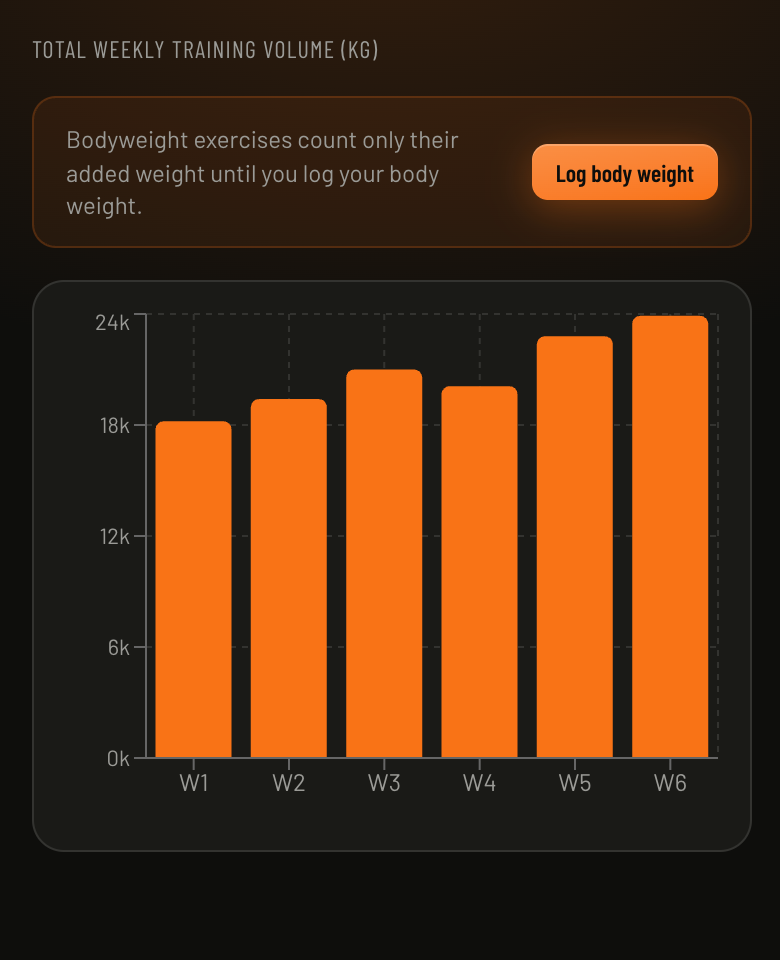 TOTAL WEEKLY TRAINING VOLUME (KG)
Bodyweight exercises count only their
added weight until you log your body
weight.
Log body weight
24k
18k
12k
6k
0k
W1 W2 W3 W4 W5 W6